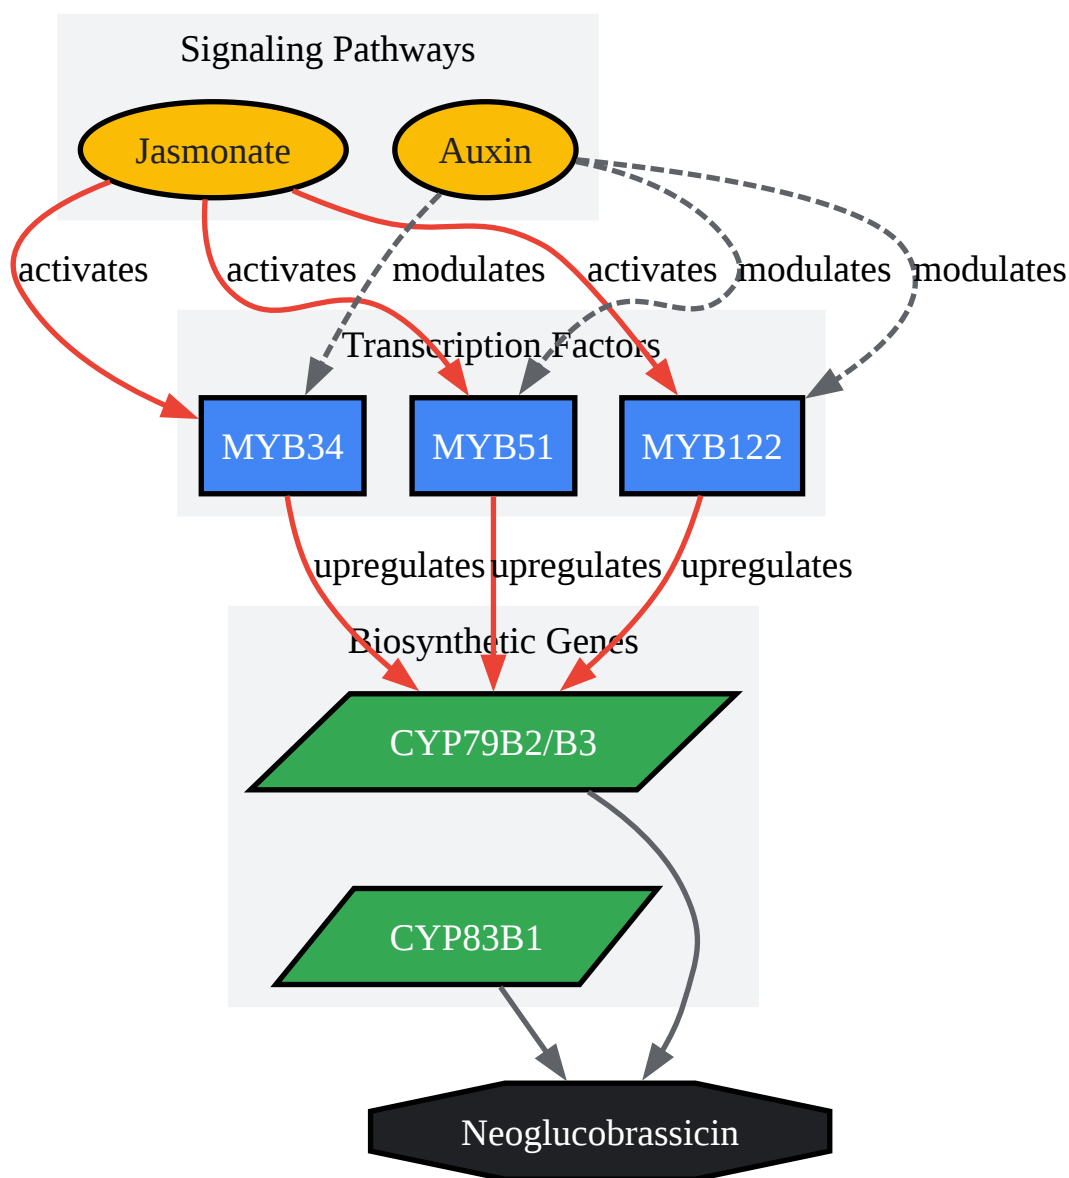 Signaling Pathways
Jasmonate
Auxin
activates
activates
modulates
activates
modulates
modulates
Transcription Factors
MYB34
MYB51
MYB122
upregulates
upregulates
upregulates
Biosynthetic Genes
CYP79B2/B3
CYP83B1
Neoglucobrassicin